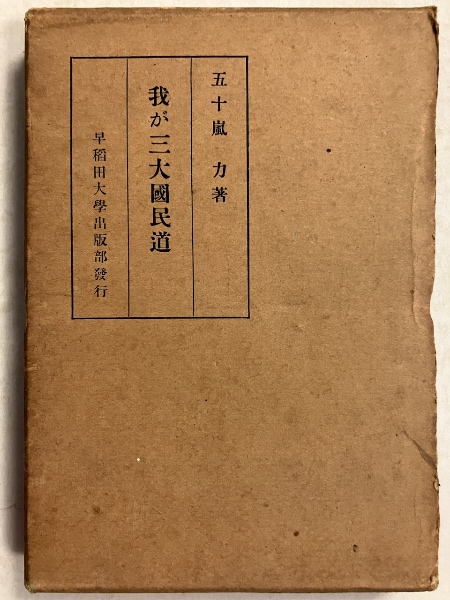 五十嵐 力著
我が三大國民道
早稻田大學出版部發行